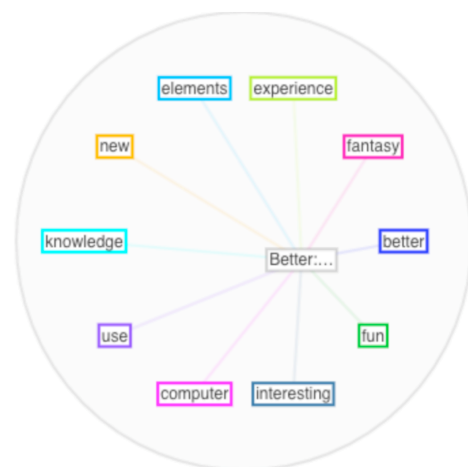 elements
experience
new
fantasy
knowledge
better
Better:...
use
fun
computer
interesting